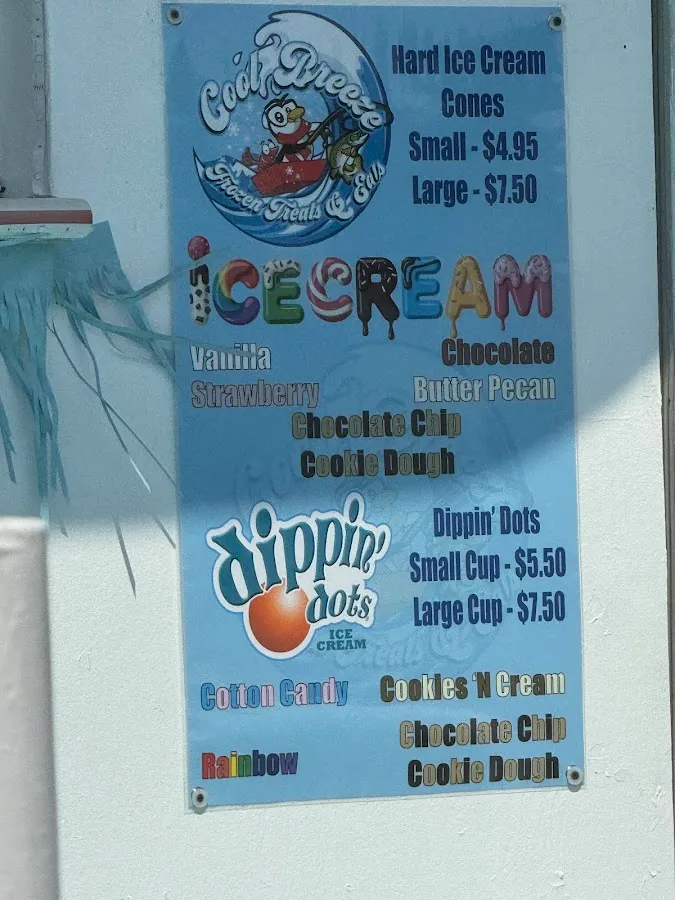 Cool Breeze
Frozen Treats & Eats
Hard Ice Cream
Cones
Small - $4.95
Large - $7.50
ICECREAM
Vanilla
Chocolate
Strawberry
Butter Pecan
Chocolate Chip
Cookie Dough
dippin' dots
ICE
CREAM
Dippin' Dots
Small Cup - $5.50
Large Cup - $7.50
Cotton Candy
Cookies 'N Cream
Chocolate Chip
Cookie Dough
Rainbow